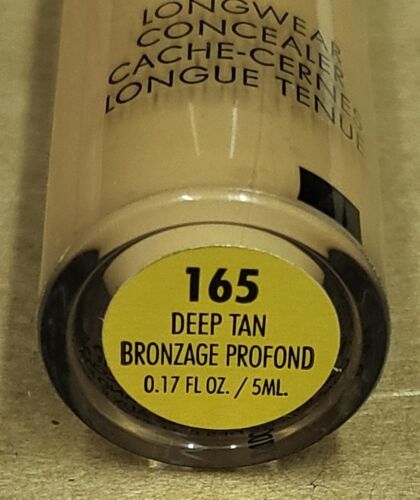 LONGWEAR
CONCEALER
CACHE-CERNES
LONGUE TENUE
165
DEEP TAN
BRONZAGE PROFOND
0.17 FL OZ. / 5ML.